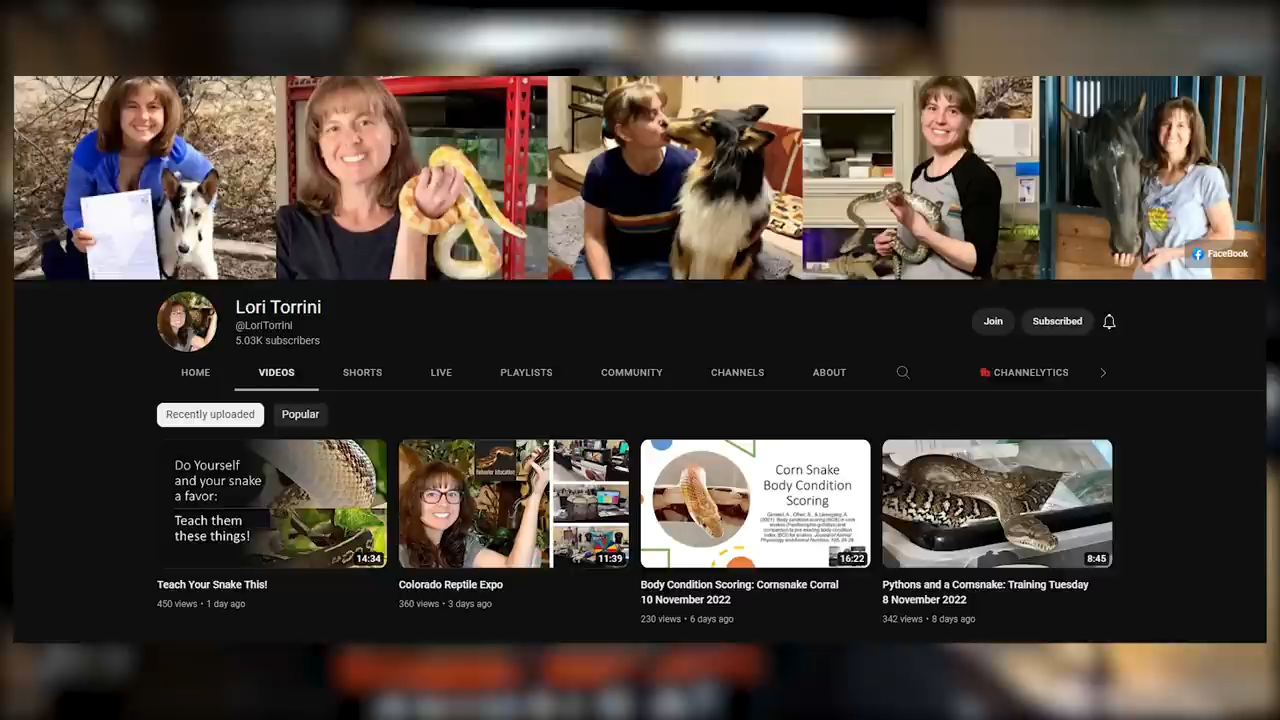 FaceBook
Lori Torrini
@LoriTorrini
5.03K subscribers
Join
Subscribed
HOME
VIDEOS
SHORTS
LIVE
PLAYLISTS
COMMUNITY
CHANNELS
ABOUT
CHANNELYTICS
Recently uploaded
Popular
Do Yourself
and your snake
a favor:
Teach them
these things!
14:34
11:39
Corn Snake
Body Condition
Scoring
16:22
8:45
Teach Your Snake This!
450 views • 1 day ago
Colorado Reptile Expo
360 views • 3 days ago
Body Condition Scoring: Cornsnake Corral
10 November 2022
230 views • 6 days ago
Pythons and a Cornsnake: Training Tuesday
8 November 2022
342 views • 8 days ago